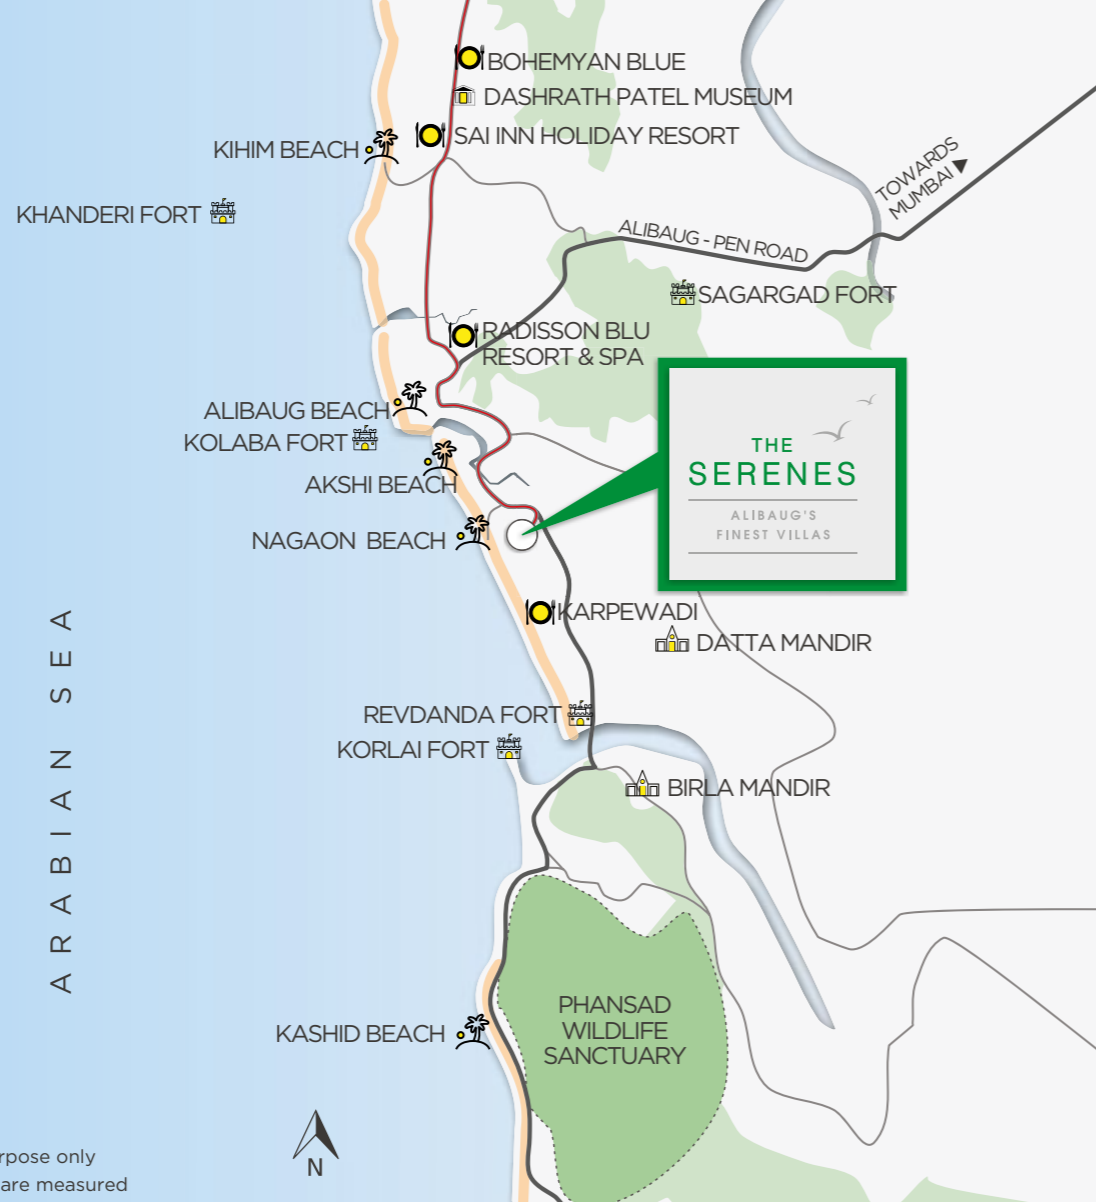 BOHEMYAN BLUE
DASHRATH PATEL MUSEUM
SAI INN HOLIDAY RESORT
KIHIM BEACH
TOWARDS
MUMBAI
KHANDERI FORT
ALIBAUG - PEN ROAD
SAGARGAD FORT
RADISSON BLU
RESORT & SPA
ALIBAUG BEACH
KOLABA FORT
THE
SERENES
ALIBAUG'S
FINEST VILLAS
AKSHI BEACH
NAGAON BEACH
KARPEWADI
DATTA MANDIR
ARABIAN SEA
REVDANDA FORT
KORLAI FORT
BIRLA MANDIR
PHANSAD
WILDLIFE
SANCTUARY
KASHID BEACH
N
rpose only
are measured